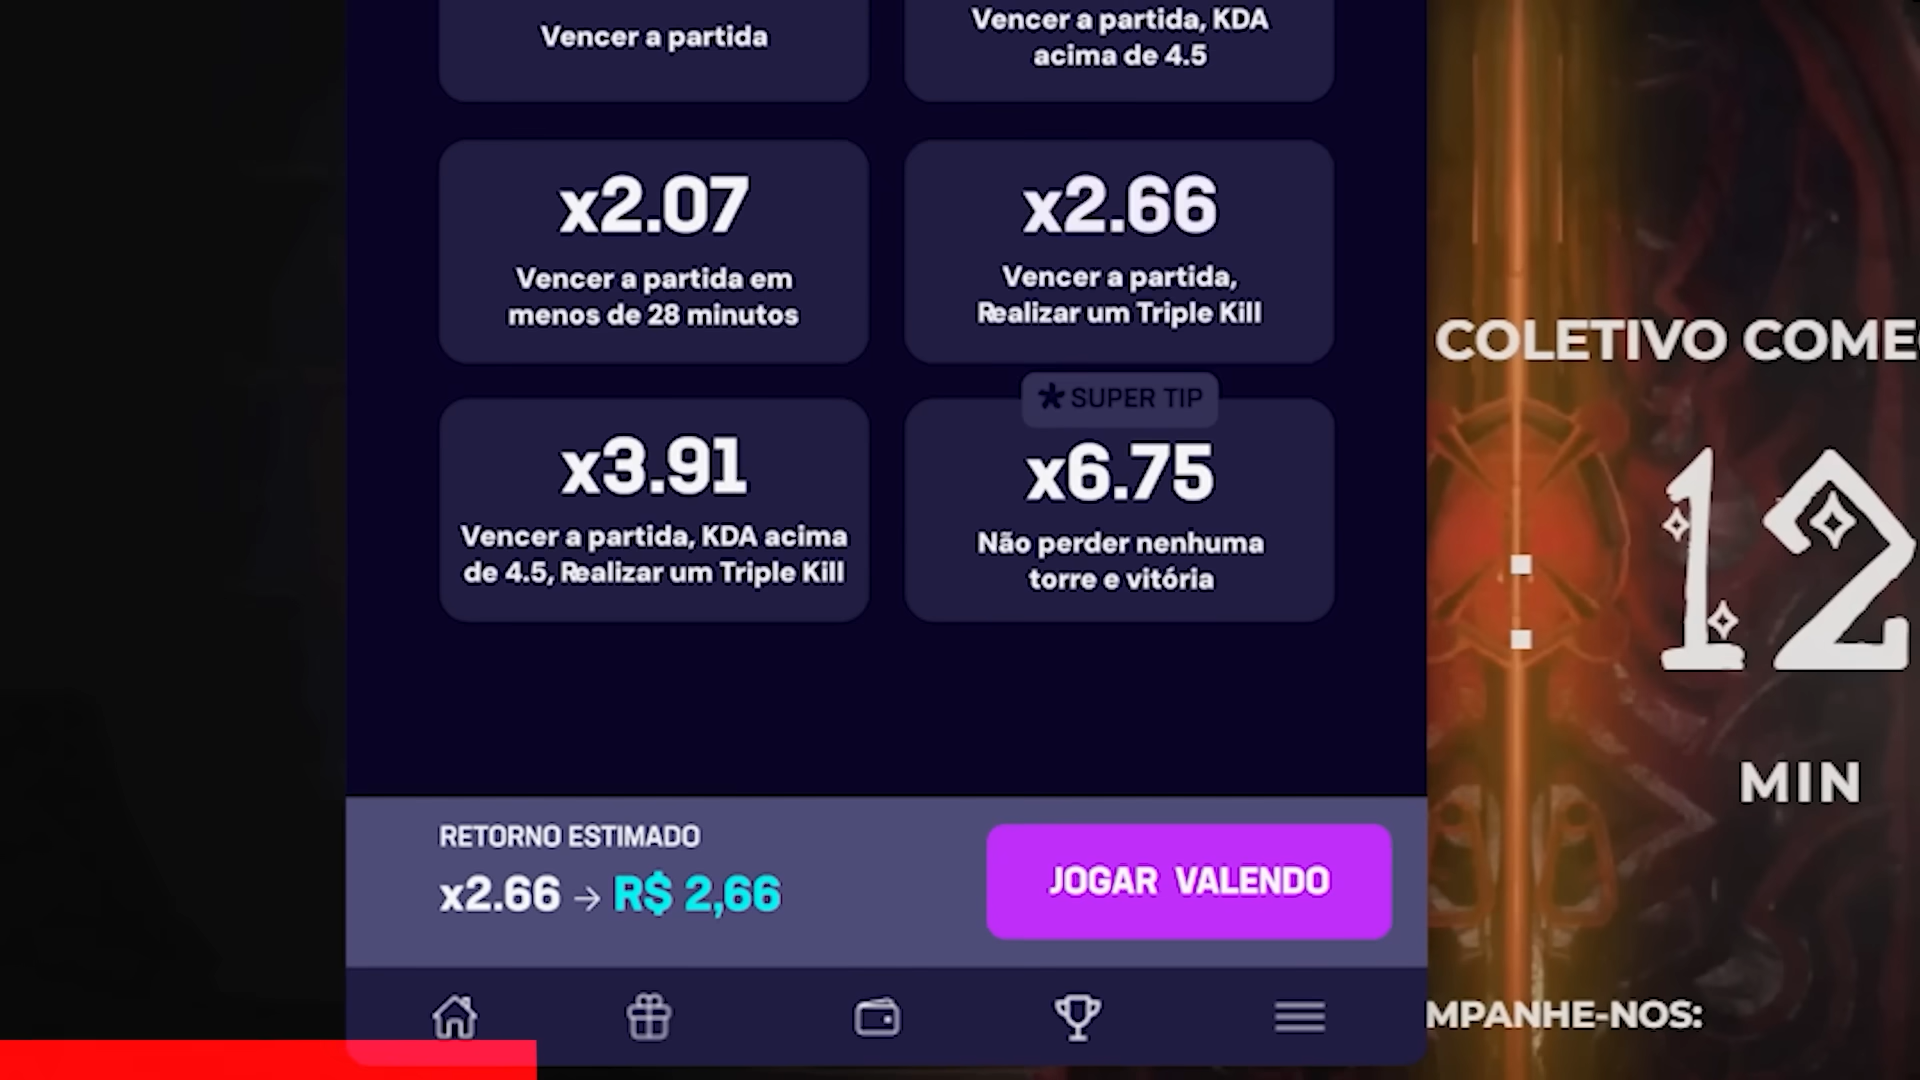 Vencer a partida
Vencer a partida, KDA
acima de 4.5
x2.07
Vencer a partida em
menos de 28 minutos
x2.66
Vencer a partida,
Realizar um Triple Kill
x3.91
Vencer a partida, KDA acima
de 4.5, Realizar um Triple Kill
SUPER TIP
x6.75
Não perder nenhuma
torre e vitória
RETORNO ESTIMADO
x2.66 → R$ 2,66
JOGAR VALENDO
COLETIVO
: 12
MIN
MPANHE-NOS: